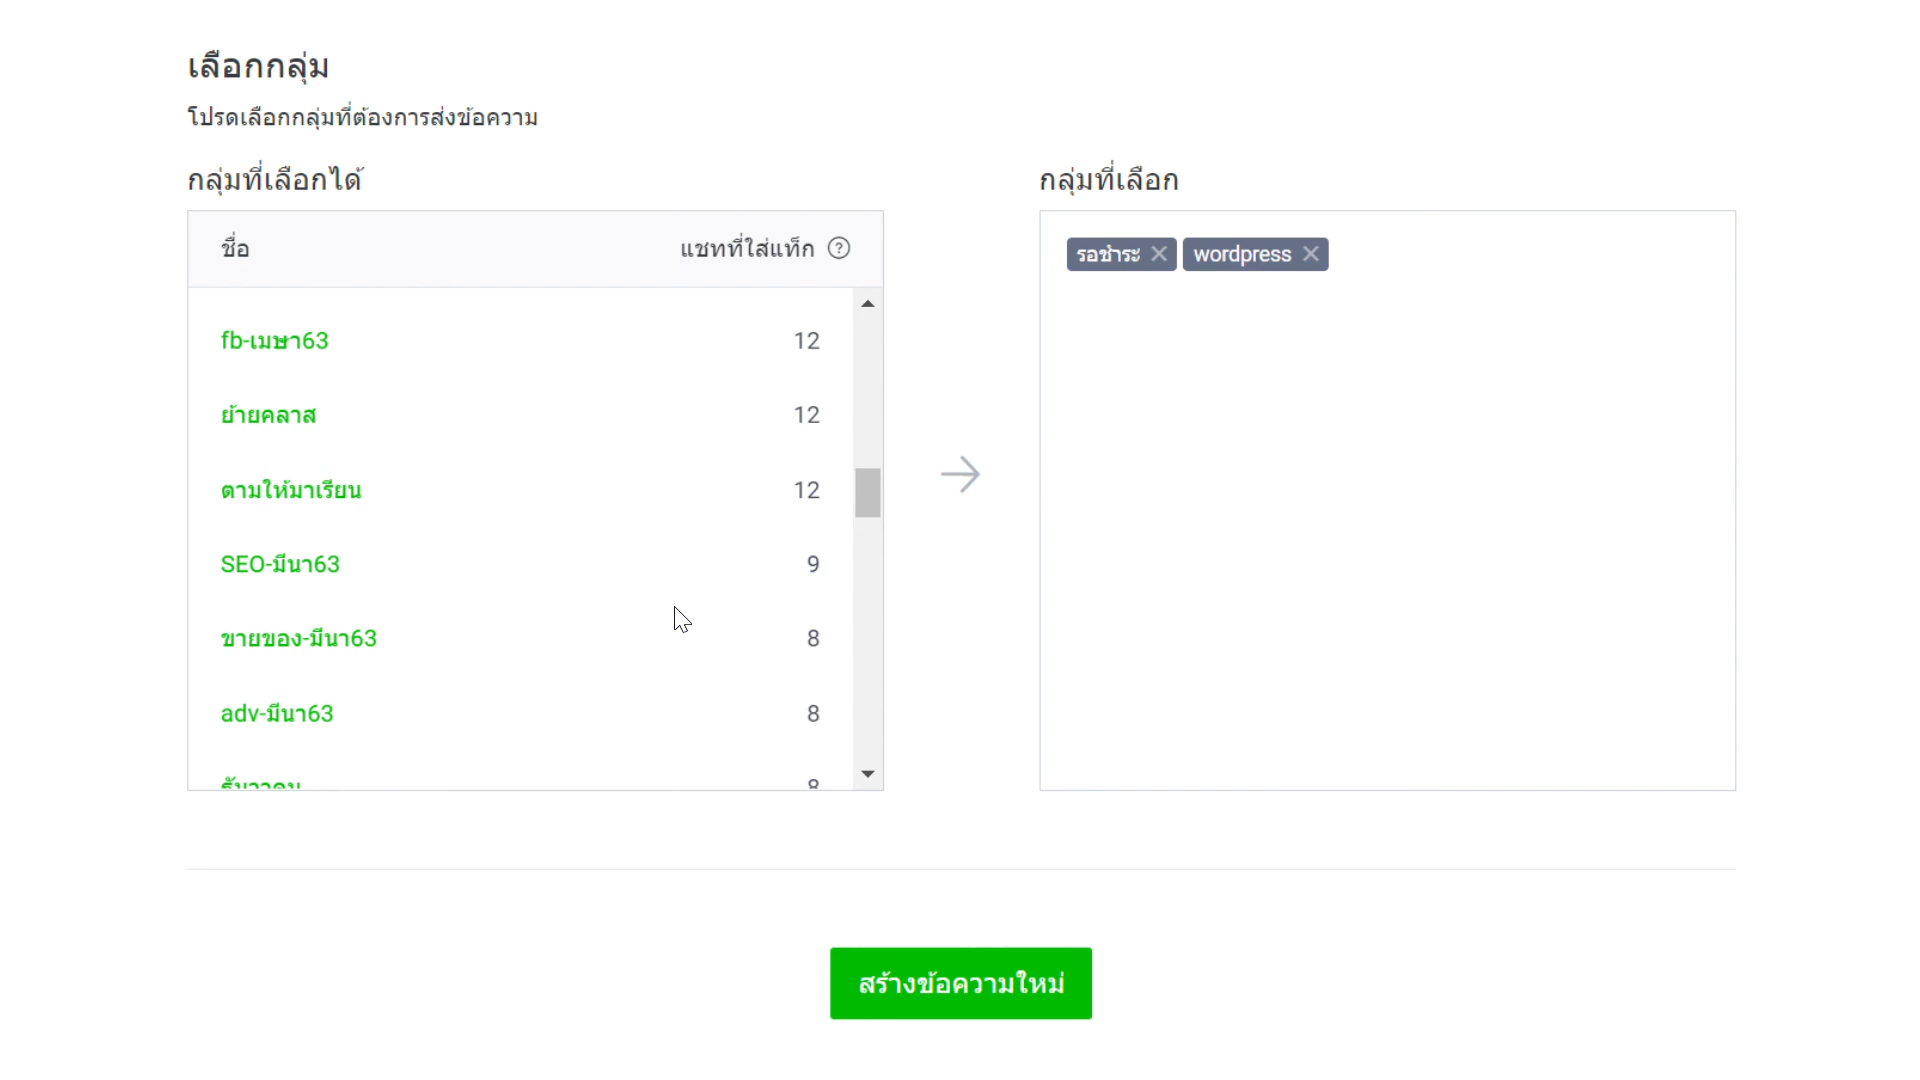 เลือกกลุ่ม
โปรดเลือกกลุ่มที่ต้องการส่งข้อความ
กลุ่มที่เลือกได้
ชื่อ แชทที่ใส่แท็ก ?
fb-เมษา63 12
ย้ายคลาส 12
ตามให้มาเรียน 12
SEO-มีนา63 9
ขายของ-มีนา63 8
adv-มีนา63 8
ธันวาคม 8
กลุ่มที่เลือก
รอชำระ wordpress
สร้างข้อความใหม่